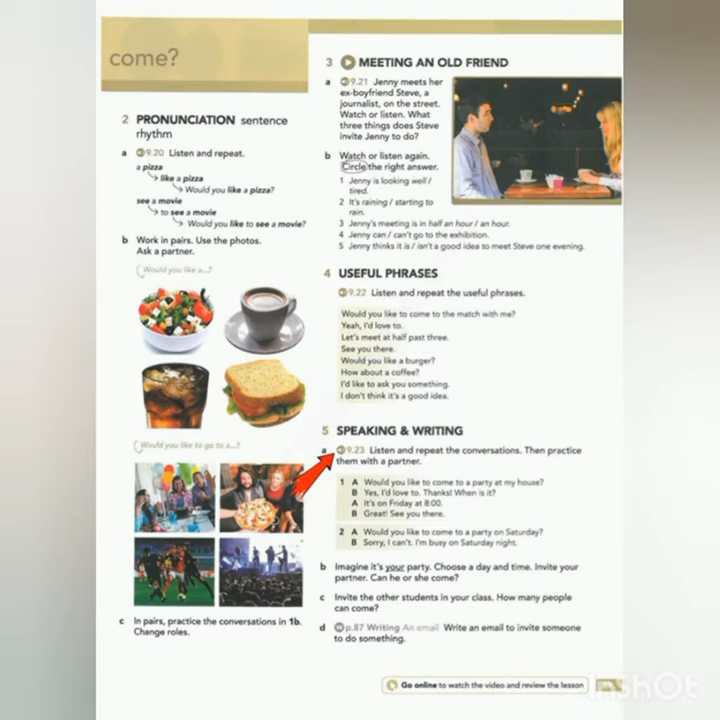 come?
2 PRONUNCIATION sentence
rhythm
a 9.20 Listen and repeat.
a pizza
like a pizza
Would you like a pizza?
see a movie
to see a movie
Would you like to see a movie?
b Work in pairs. Use the photos.
Ask a partner.
Would you like a...?
Would you like to go to a...?
c In pairs, practice the conversations in 1b.
Change roles.
3 MEETING AN OLD FRIEND
a 9.21 Jenny meets her
ex-boyfriend Steve, a
journalist, on the street.
Watch or listen. What
three things does Steve
invite Jenny to do?
b Watch or listen again.
Circle the right answer.
1 Jenny is looking well /
tired.
2 It's raining / starting to
rain.
3 Jenny's meeting is in half an hour / an hour.
4 Jenny can / can't go to the exhibition.
5 Jenny thinks it is / isn't a good idea to meet Steve one evening.
4 USEFUL PHRASES
9.22 Listen and repeat the useful phrases.
Would you like to come to the match with me?
Yeah, I'd love to.
Let's meet at half past three.
See you there.
Would you like a burger?
How about a coffee?
I'd like to ask you something.
I don't think it's a good idea.
5 SPEAKING & WRITING
a 9.23 Listen and repeat the conversations. Then practice
them with a partner.
1 A Would you like to come to a party at my house?
B Yes, I'd love to. Thanks! When is it?
A It's on Friday at 8:00.
B Great! See you there.
2 A Would you like to come to a party on Saturday?
B Sorry, I can't. I'm busy on Saturday night.
b Imagine it's your party. Choose a day and time. Invite your
partner. Can he or she come?
c Invite the other students in your class. How many people
can come?
d W p.87 Writing An email Write an email to invite someone
to do something.
Go online to watch the video and review the lesson
InShOt